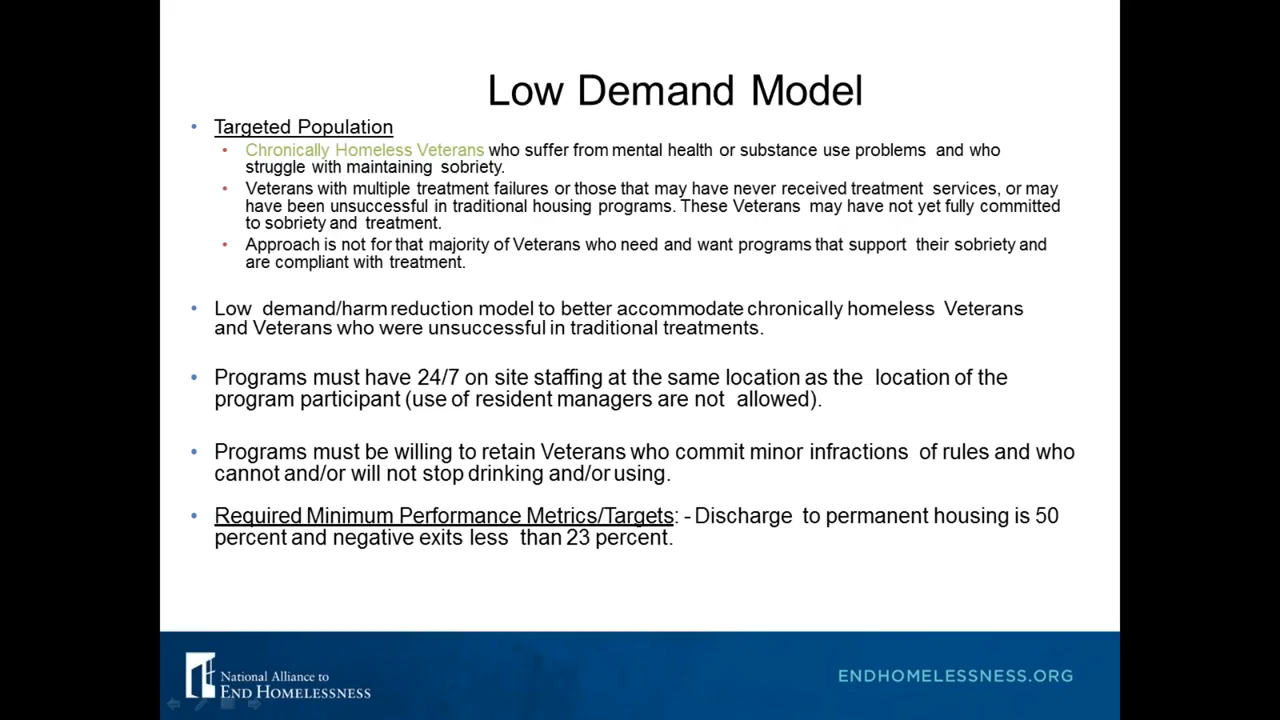 Low Demand Model
• Targeted Population
• Chronically Homeless Veterans who suffer from mental health or substance use problems and who
struggle with maintaining sobriety.
• Veterans with multiple treatment failures or those that may have never received treatment services, or may
have been unsuccessful in traditional housing programs. These Veterans may have not yet fully committed
to sobriety and treatment.
• Approach is not for that majority of Veterans who need and want programs that support their sobriety and
are compliant with treatment.
• Low demand/harm reduction model to better accommodate chronically homeless Veterans
and Veterans who were unsuccessful in traditional treatments.
• Programs must have 24/7 on site staffing at the same location as the location of the
program participant (use of resident managers are not allowed).
• Programs must be willing to retain Veterans who commit minor infractions of rules and who
cannot and/or will not stop drinking and/or using.
• Required Minimum Performance Metrics/Targets: - Discharge to permanent housing is 50
percent and negative exits less than 23 percent.
National Alliance to
END HOMELESSNESS
ENDHOMELESSNESS.ORG